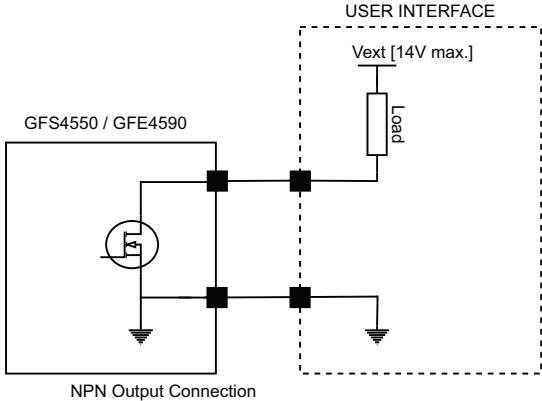 USER INTERFACE
Vext [14V max.]
Load
GFS4550 / GFE4590
NPN Output Connection